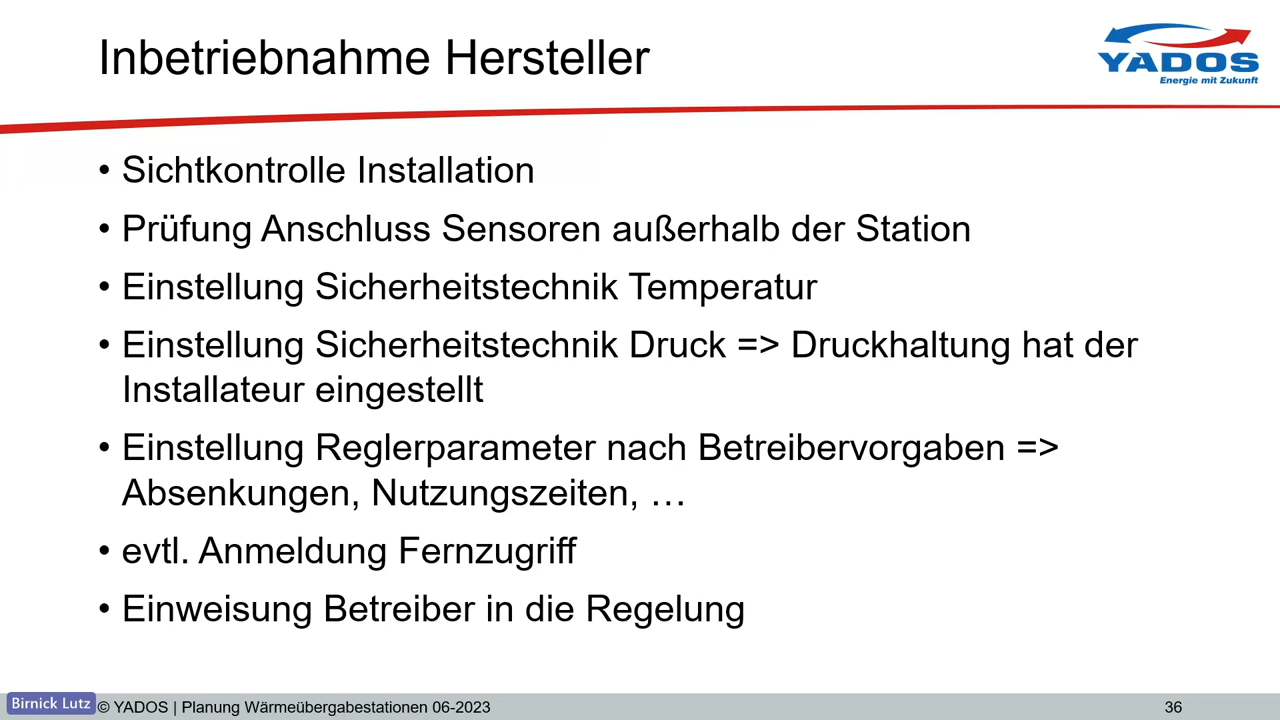 Inbetriebnahme Hersteller
YADOS
Energie mit Zukunft
• Sichtkontrolle Installation
• Prüfung Anschluss Sensoren außerhalb der Station
• Einstellung Sicherheitstechnik Temperatur
• Einstellung Sicherheitstechnik Druck => Druckhaltung hat der
Installateur eingestellt
• Einstellung Reglerparameter nach Betreibervorgaben =>
Absenkungen, Nutzungszeiten, …
• evtl. Anmeldung Fernzugriff
• Einweisung Betreiber in die Regelung
Birnick Lutz
© YADOS | Planung Wärmeübergabestationen 06-2023
36